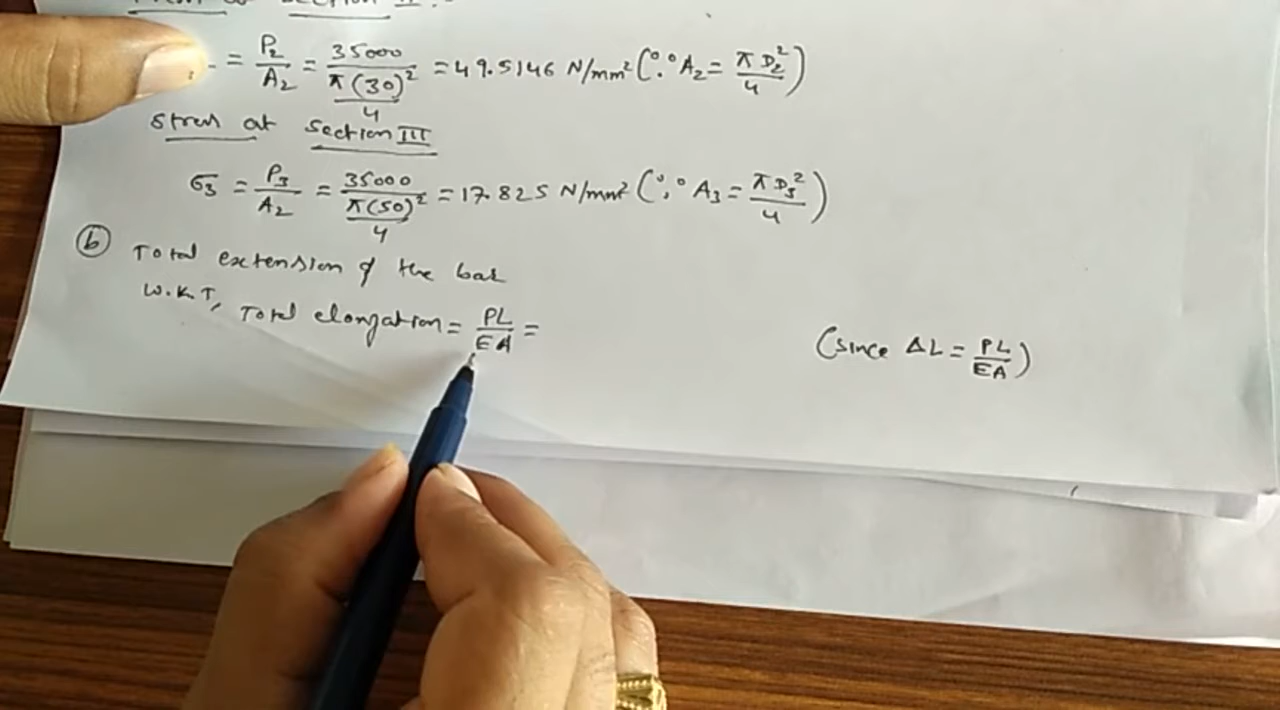 = P₂/A₂ = 35000/(π(30)²/4) = 49.5146 N/mm² (∵ A₂ = πD₂²/4)
Stress at Section III
σ₃ = P₃/A₂ = 35000/(π(50)²/4) = 17.825 N/mm² (∵ A₃ = πD₃²/4)
(b) Total extension of the bar
W.K.T, Total elongation = PL/EA = (since ΔL = PL/EA)